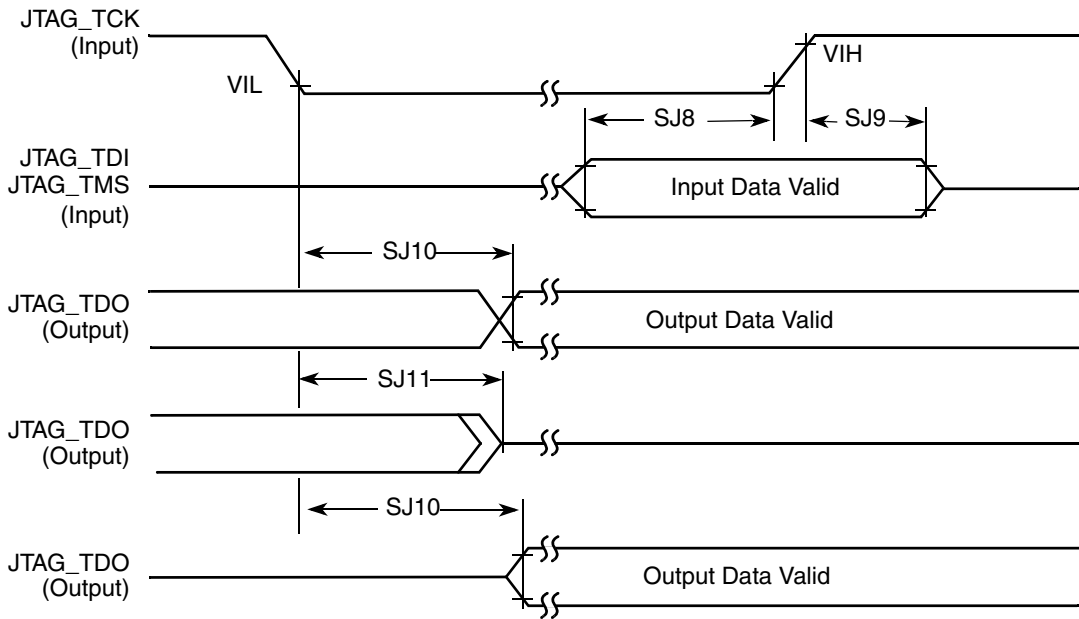 JTAG_TCK
(Input)
VIL
VIH
SJ8
SJ9
JTAG_TDI
JTAG_TMS
(Input)
Input Data Valid
SJ10
JTAG_TDO
(Output)
Output Data Valid
SJ11
JTAG_TDO
(Output)
SJ10
JTAG_TDO
(Output)
Output Data Valid